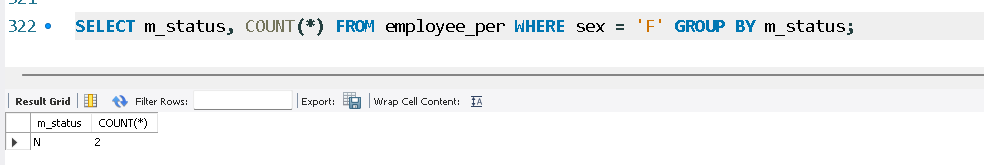 321
322 SELECT m_status, COUNT(*) FROM employee_per WHERE sex = 'F' GROUP BY m_status;
Result Grid Filter Rows: Export: Wrap Cell Content: IA
m_status COUNT(*)
N 2